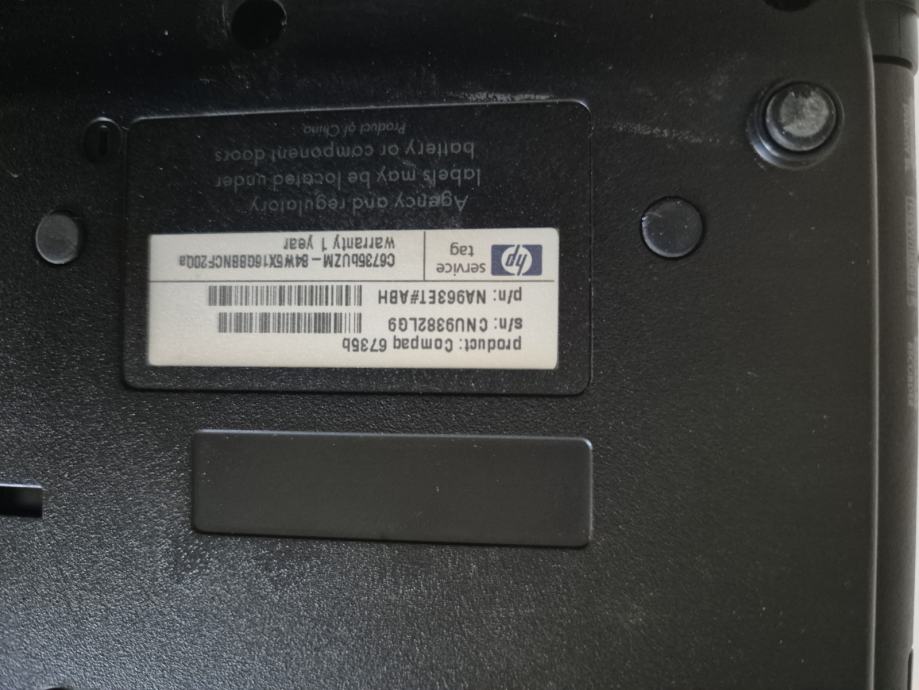 product: Compaq 6735b
s/n: CNU9382LG9
p/n: NA963ET#ABH
hp service tag
C6735bUZM-84W5X16GBBNCF20Qa
warranty 1 year
Agency and regulatory
labels may be located under
battery or component doors
Product of China